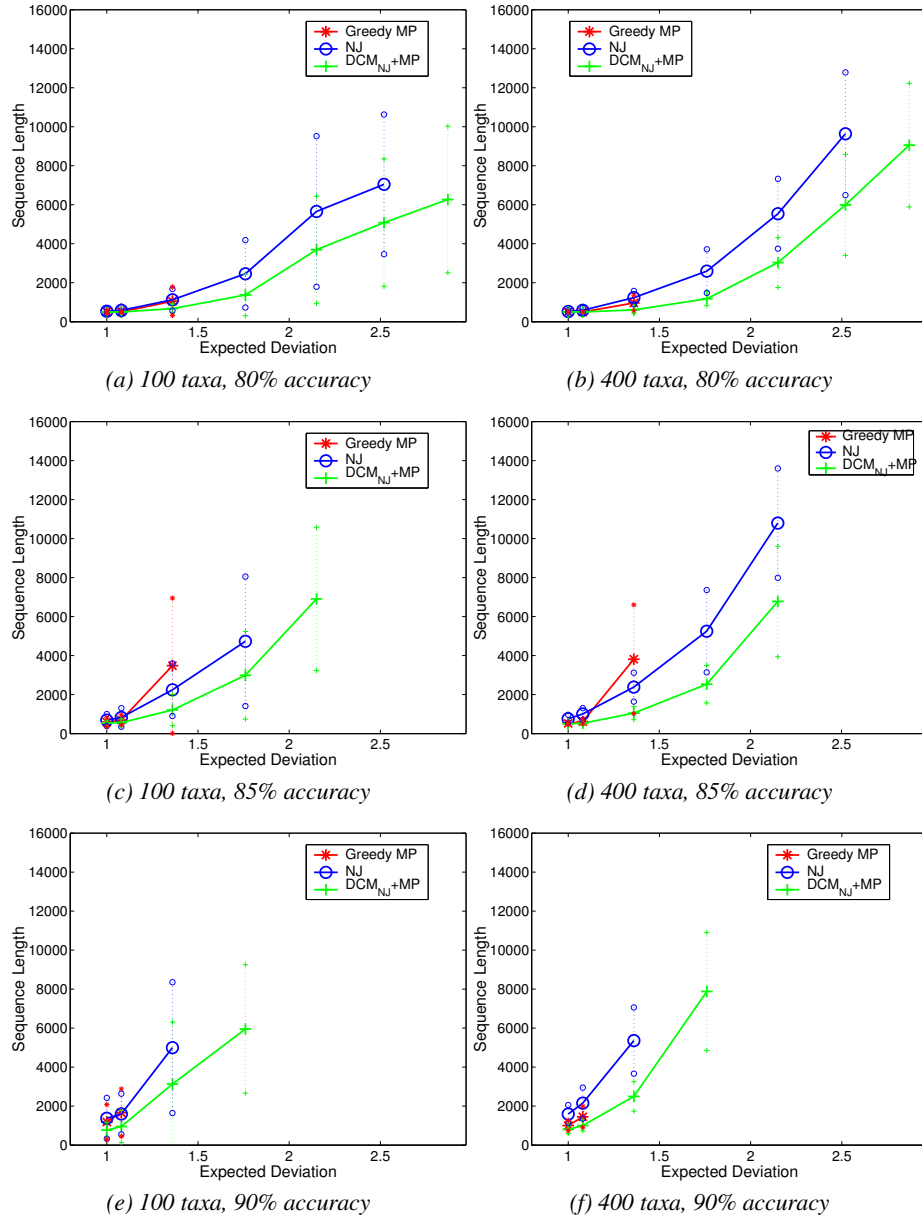 16000
14000
12000
10000
8000
6000
4000
2000
0
Sequence Length
Greedy MP
NJ
DCM_NJ+MP
1 1.5 2 2.5
Expected Deviation
(a) 100 taxa, 80% accuracy
16000
14000
12000
10000
8000
6000
4000
2000
0
Sequence Length
Greedy MP
NJ
DCM_NJ+MP
1 1.5 2 2.5
Expected Deviation
(b) 400 taxa, 80% accuracy
16000
14000
12000
10000
8000
6000
4000
2000
0
Sequence Length
Greedy MP
NJ
DCM_NJ+MP
1 1.5 2 2.5
Expected Deviation
(c) 100 taxa, 85% accuracy
16000
14000
12000
10000
8000
6000
4000
2000
0
Sequence Length
Greedy MP
NJ
DCM_NJ+MP
1 1.5 2 2.5
Expected Deviation
(d) 400 taxa, 85% accuracy
16000
14000
12000
10000
8000
6000
4000
2000
0
Sequence Length
Greedy MP
NJ
DCM_NJ+MP
1 1.5 2 2.5
Expected Deviation
(e) 100 taxa, 90% accuracy
16000
14000
12000
10000
8000
6000
4000
2000
0
Sequence Length
Greedy MP
NJ
DCM_NJ+MP
1 1.5 2 2.5
Expected Deviation
(f) 400 taxa, 90% accuracy